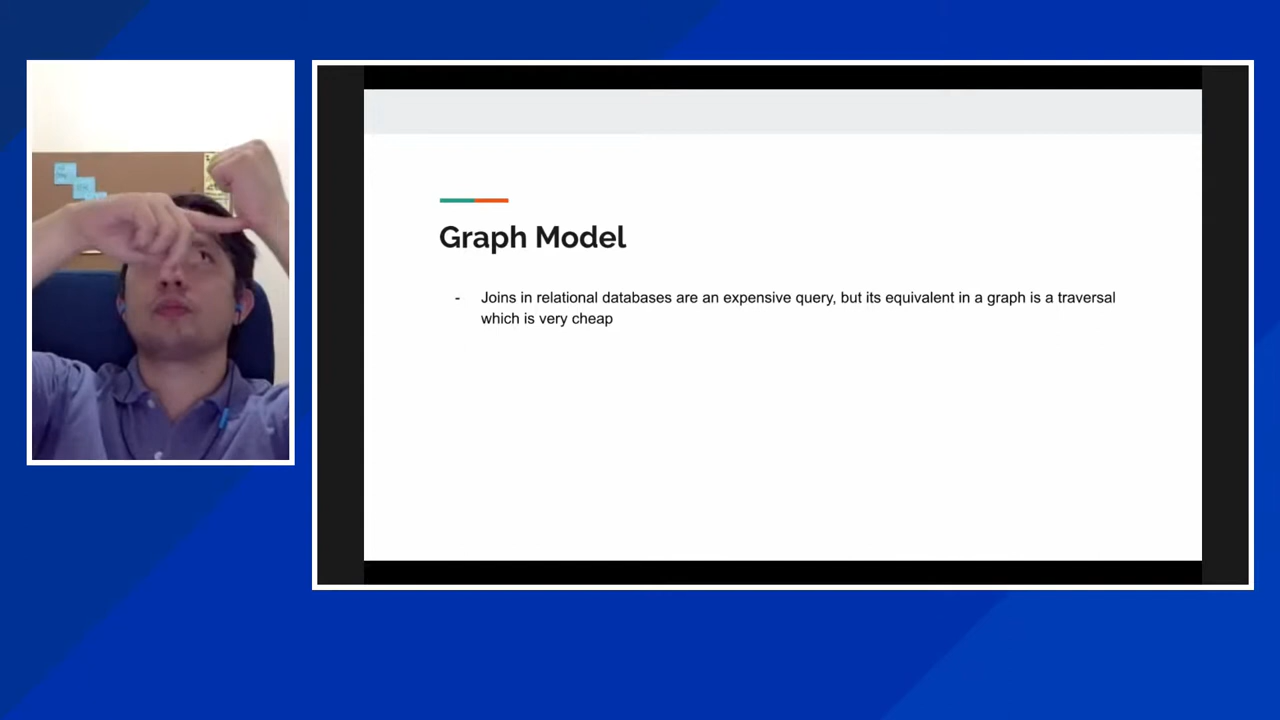 Graph Model
- Joins in relational databases are an expensive query, but its equivalent in a graph is a traversal
which is very cheap